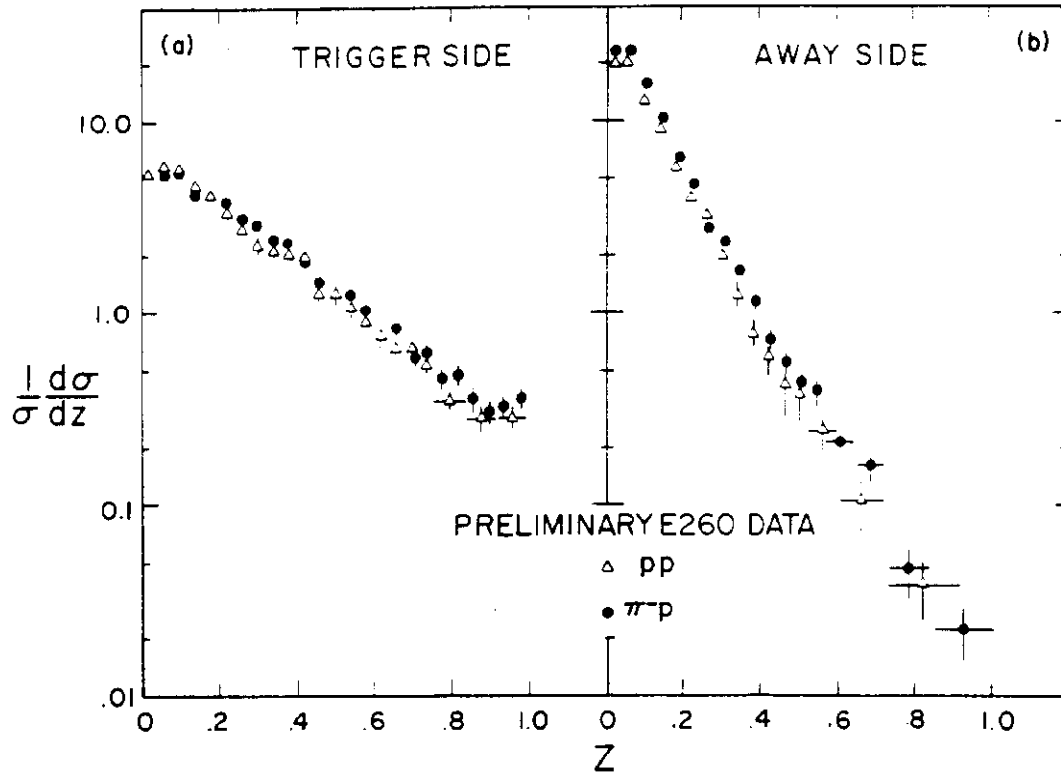 (a) TRIGGER SIDE
AWAY SIDE (b)
10.0
1.0
0.1
.01
1/σ dσ/dz
PRELIMINARY E260 DATA
△ pp
● π⁻p
0 .2 .4 .6 .8 1.0
0 .2 .4 .6 .8 1.0
Z